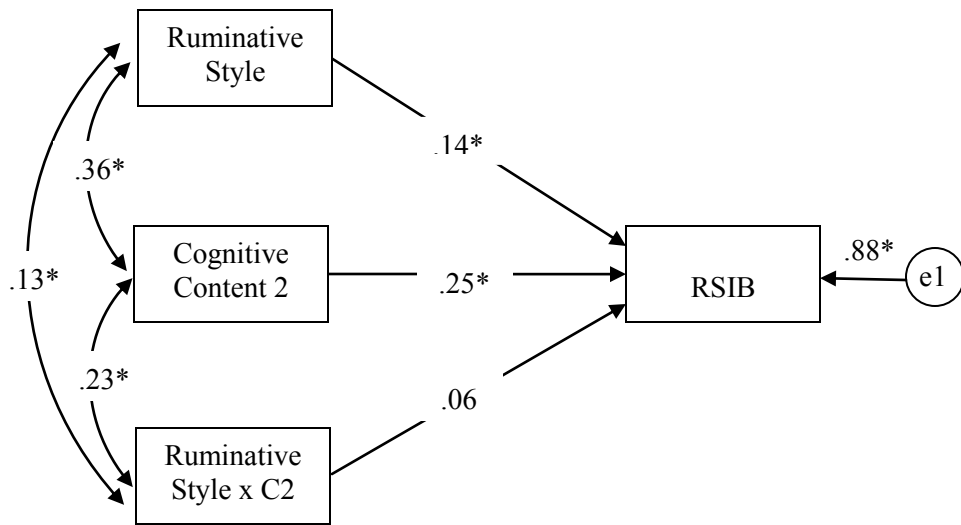 Ruminative
Style
.14*
.36*
Cognitive
Content 2
.25*
RSIB
.88*
e1
.13*
.23*
.06
Ruminative
Style x C2